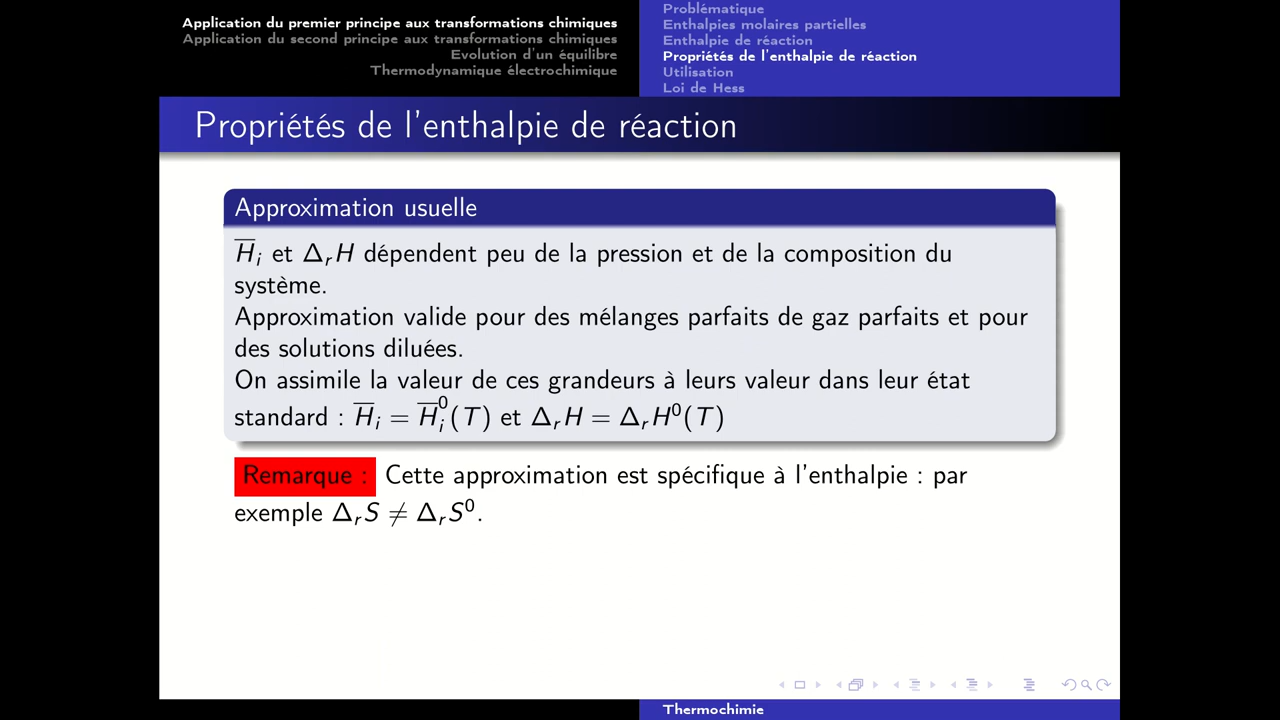 Application du premier principe aux transformations chimiques
Application du second principe aux transformations chimiques
Evolution d'un équilibre
Thermodynamique électrochimique
Problématique
Enthalpies molaires partielles
Enthalpie de réaction
Propriétés de l'enthalpie de réaction
Utilisation
Loi de Hess
Propriétés de l'enthalpie de réaction
Approximation usuelle
H̅ᵢ et ΔᵣH dépendent peu de la pression et de la composition du
système.
Approximation valide pour des mélanges parfaits de gaz parfaits et pour
des solutions diluées.
On assimile la valeur de ces grandeurs à leurs valeur dans leur état
standard : H̅ᵢ = H̅ᵢ⁰(T) et ΔᵣH = ΔᵣH⁰(T)
Remarque : Cette approximation est spécifique à l'enthalpie : par
exemple ΔᵣS ≠ ΔᵣS⁰.
Thermochimie